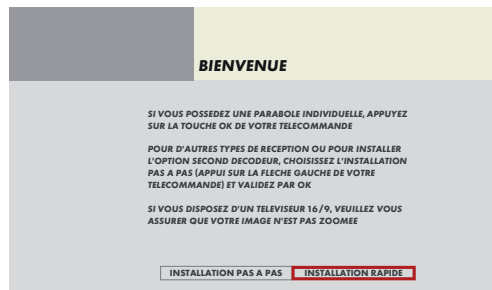 BIENVENUE
SI VOUS POSSEDEZ UNE PARABOLE INDIVIDUELLE, APPUYEZ
SUR LA TOUCHE OK DE VOTRE TELECOMMANDE
POUR D'AUTRES TYPES DE RECEPTION OU POUR INSTALLER
L'OPTION SECOND DECODEUR, CHOISISSEZ L'INSTALLATION
PAS A PAS (APPUI SUR LA FLECHE GAUCHE DE VOTRE
TELECOMMANDE) ET VALIDEZ PAR OK
SI VOUS DISPOSEZ D'UN TELEVISEUR 16/9, VEUILLEZ VOUS
ASSURER QUE VOTRE IMAGE N'EST PAS ZOOMEE
INSTALLATION PAS A PAS INSTALLATION RAPIDE